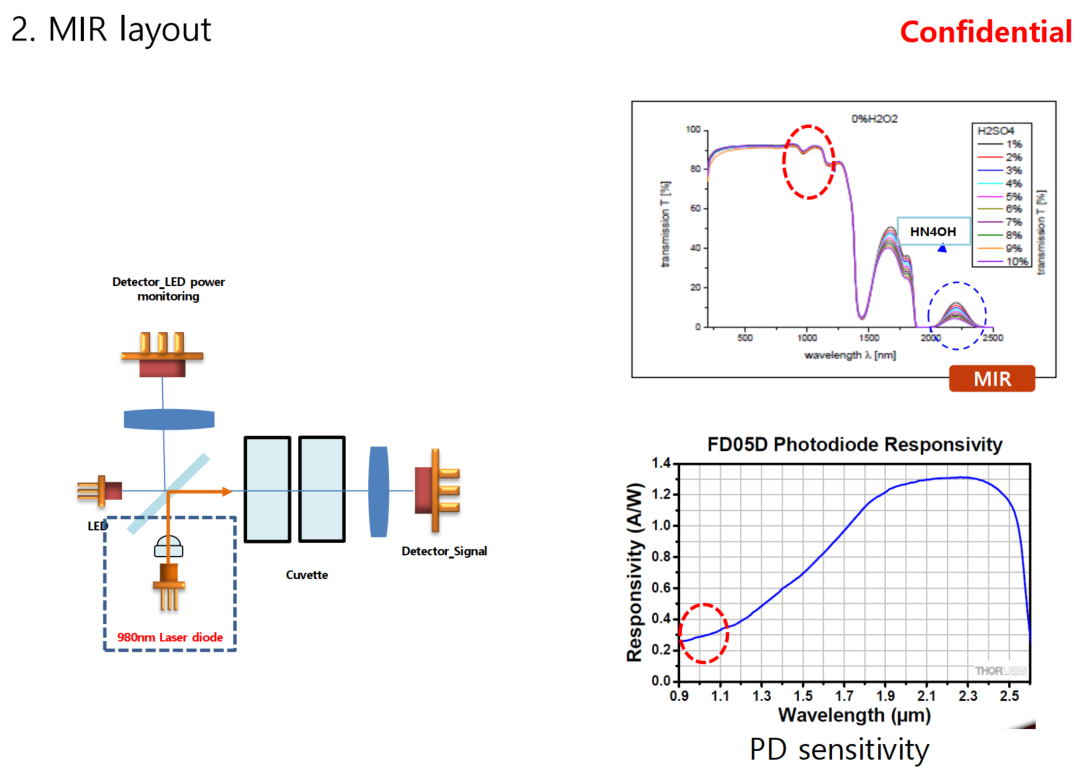 2. MIR layout
Confidential
0%H2O2
transmission T [%]
100
80
60
40
20
0
500
1000
1500
2000
2500
wavelength λ [nm]
H2SO4
1%
2%
3%
4%
5%
6%
7%
8%
9%
10%
transmission T [%]
HN4OH
MIR
Detector_LED power
monitoring
LED
980nm Laser diode
Cuvette
Detector_Signal
FD05D Photodiode Responsivity
Responsivity (A/W)
1.4
1.2
1.0
0.8
0.6
0.4
0.2
0.0
0.9 1.1 1.3 1.5 1.7 1.9 2.1 2.3 2.5
Wavelength (µm)
THORLABS
PD sensitivity